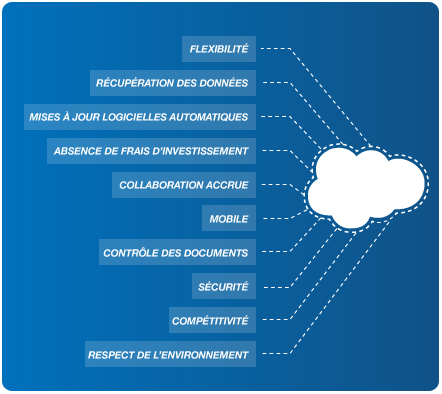 FLEXIBILITÉ
RÉCUPÉRATION DES DONNÉES
MISES À JOUR LOGICIELLES AUTOMATIQUES
ABSENCE DE FRAIS D'INVESTISSEMENT
COLLABORATION ACCRUE
MOBILE
CONTRÔLE DES DOCUMENTS
SÉCURITÉ
COMPÉTITIVITÉ
RESPECT DE L'ENVIRONNEMENT